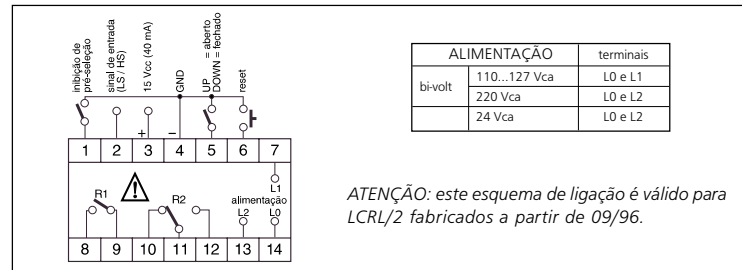 inibição de
pré-seleção
sinal de entrada
(LS / HS)
15 Vcc (40 mA)
GND
UP = aberto
DOWN = fechado
reset
+ –
1 2 3 4 5 6 7
R1
R2
L1
alimentação
L2 L0
8 9 10 11 12 13 14
ALIMENTAÇÃO terminais
bi-volt 110...127 Vca L0 e L1
220 Vca L0 e L2
24 Vca L0 e L2
ATENÇÃO: este esquema de ligação é válido para
LCRL/2 fabricados a partir de 09/96.